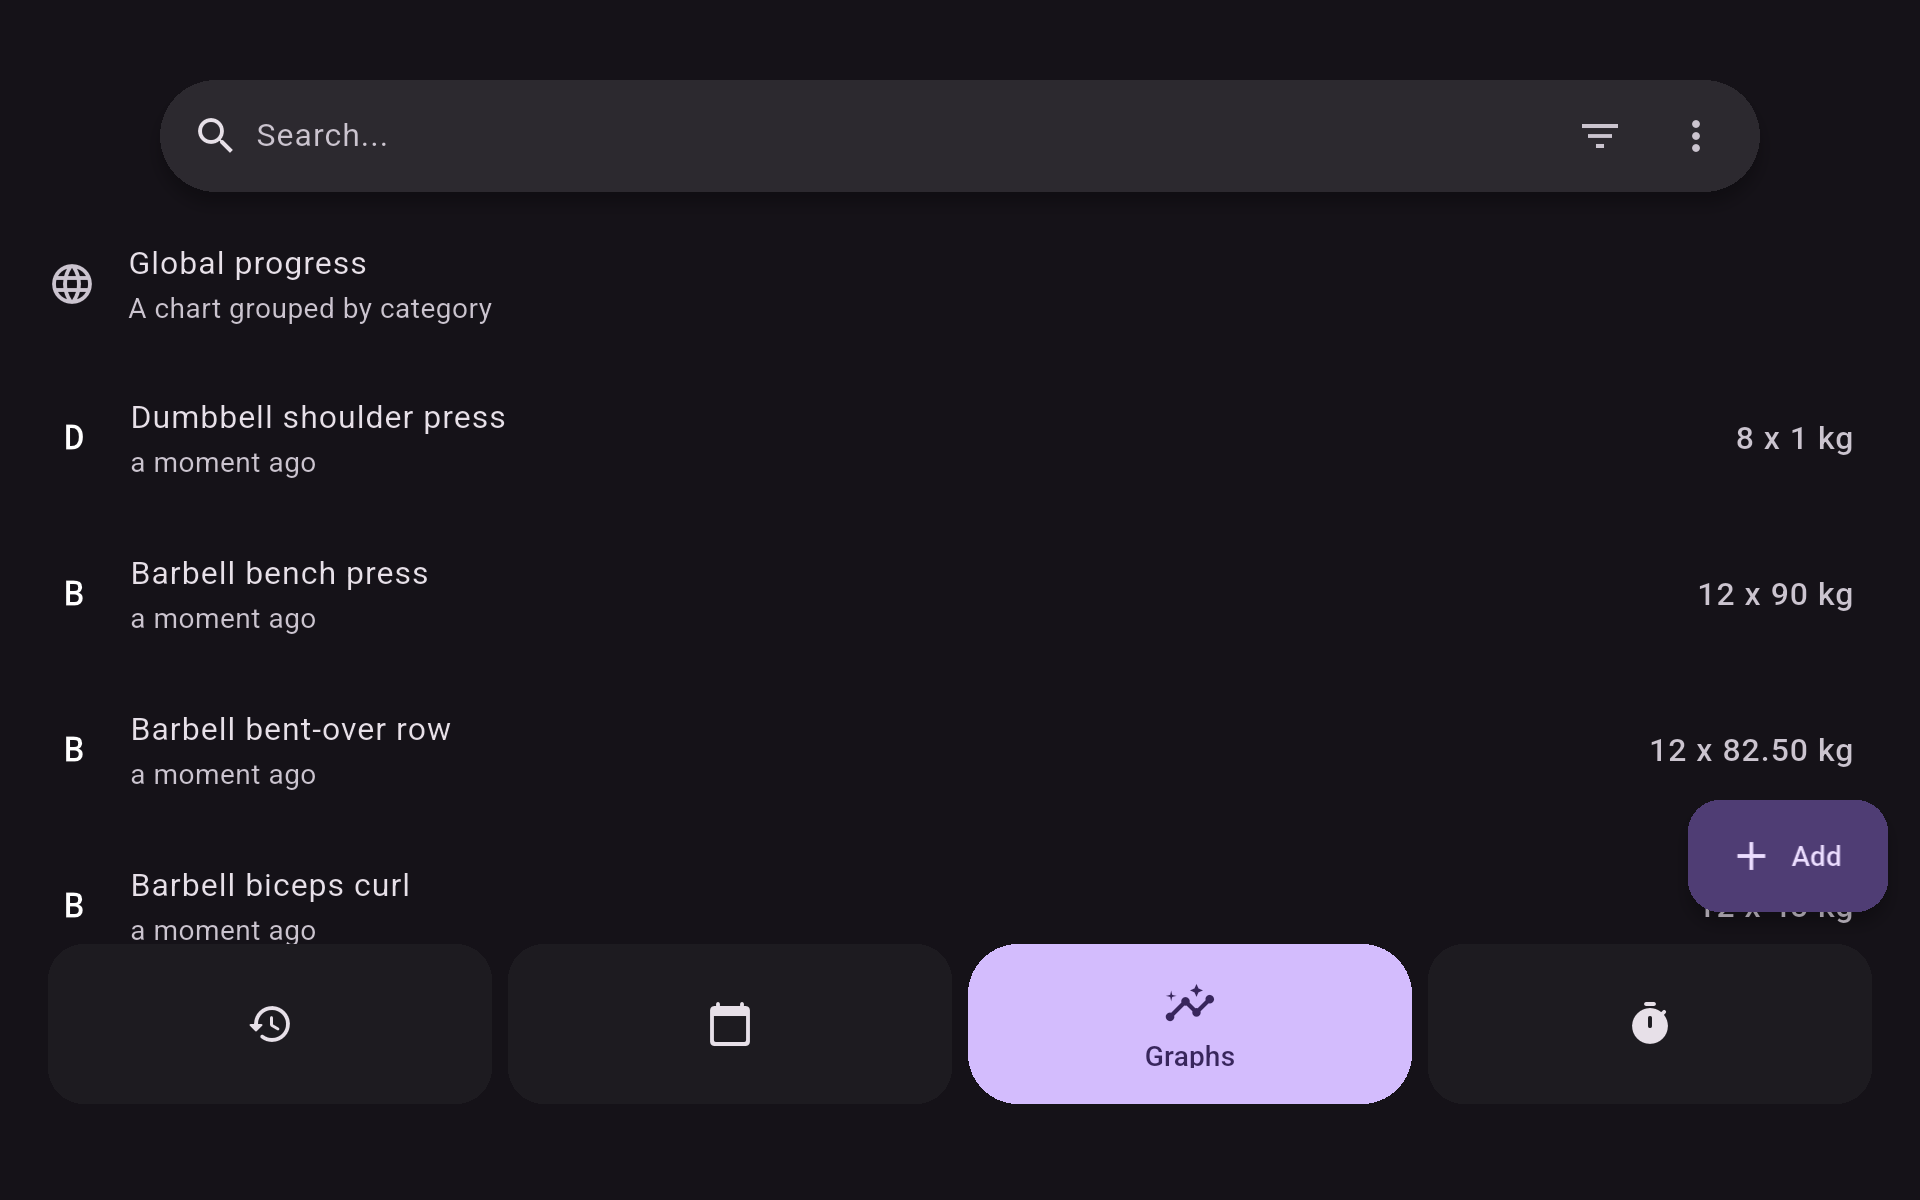 Search...
Global progress
A chart grouped by category
D
Dumbbell shoulder press
a moment ago
8 x 1 kg
B
Barbell bench press
a moment ago
12 x 90 kg
B
Barbell bent-over row
a moment ago
12 x 82.50 kg
B
Barbell biceps curl
a moment ago
Add
Graphs